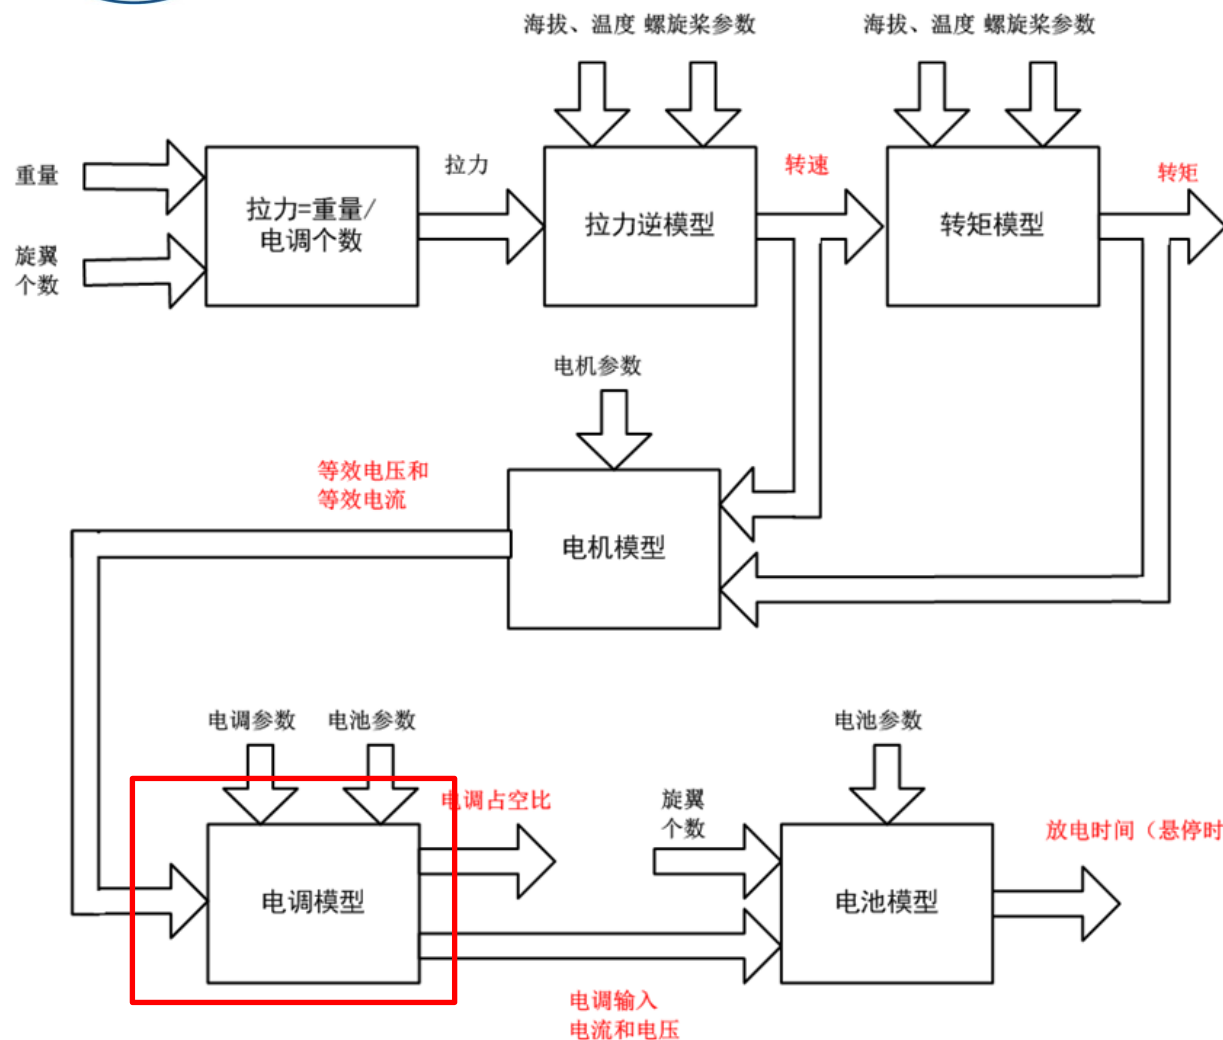 海拔、温度 螺旋桨参数
海拔、温度 螺旋桨参数
重量
旋翼
个数
拉力=重量/
电调个数
拉力
拉力逆模型
转速
转矩模型
转矩
电机参数
等效电压和
等效电流
电机模型
电调参数
电池参数
电调模型
电调占空比
旋翼
个数
电池参数
电池模型
放电时间（悬停时
电调输入
电流和电压